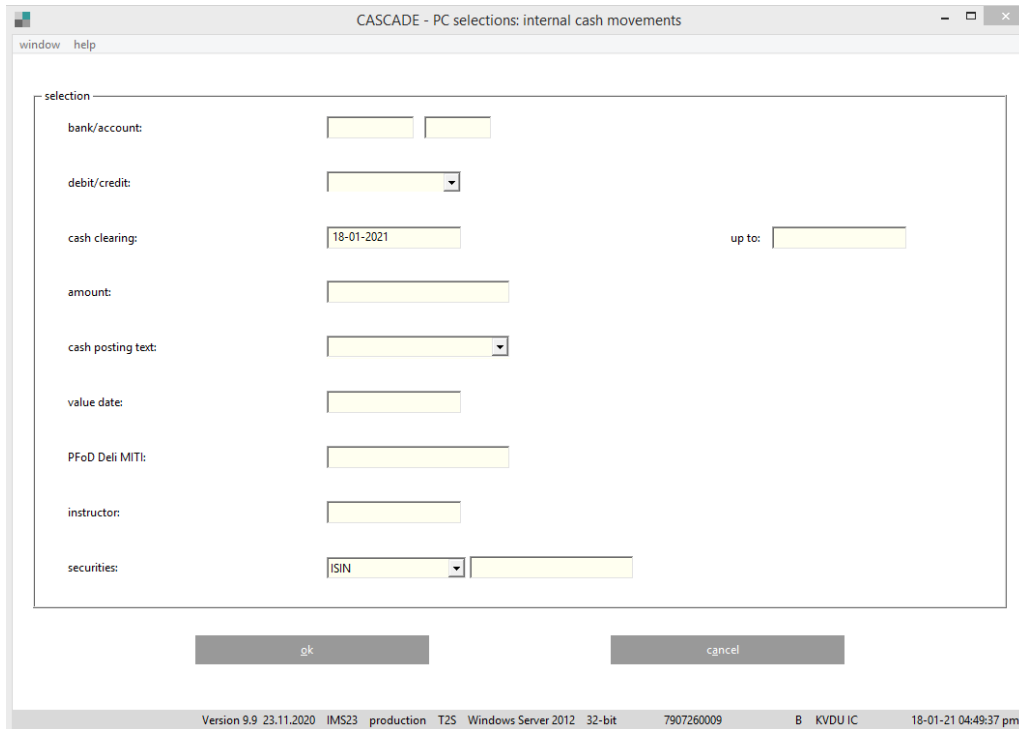 CASCADE - PC selections: internal cash movements
window help
selection
bank/account:
debit/credit:
cash clearing: 18-01-2021 up to:
amount:
cash posting text:
value date:
PFoD Deli MITI:
instructor:
securities: ISIN
ok cancel
Version 9.9 23.11.2020 IMS23 production T2S Windows Server 2012 32-bit 7907260009 B KVDU IC 18-01-21 04:49:37 pm